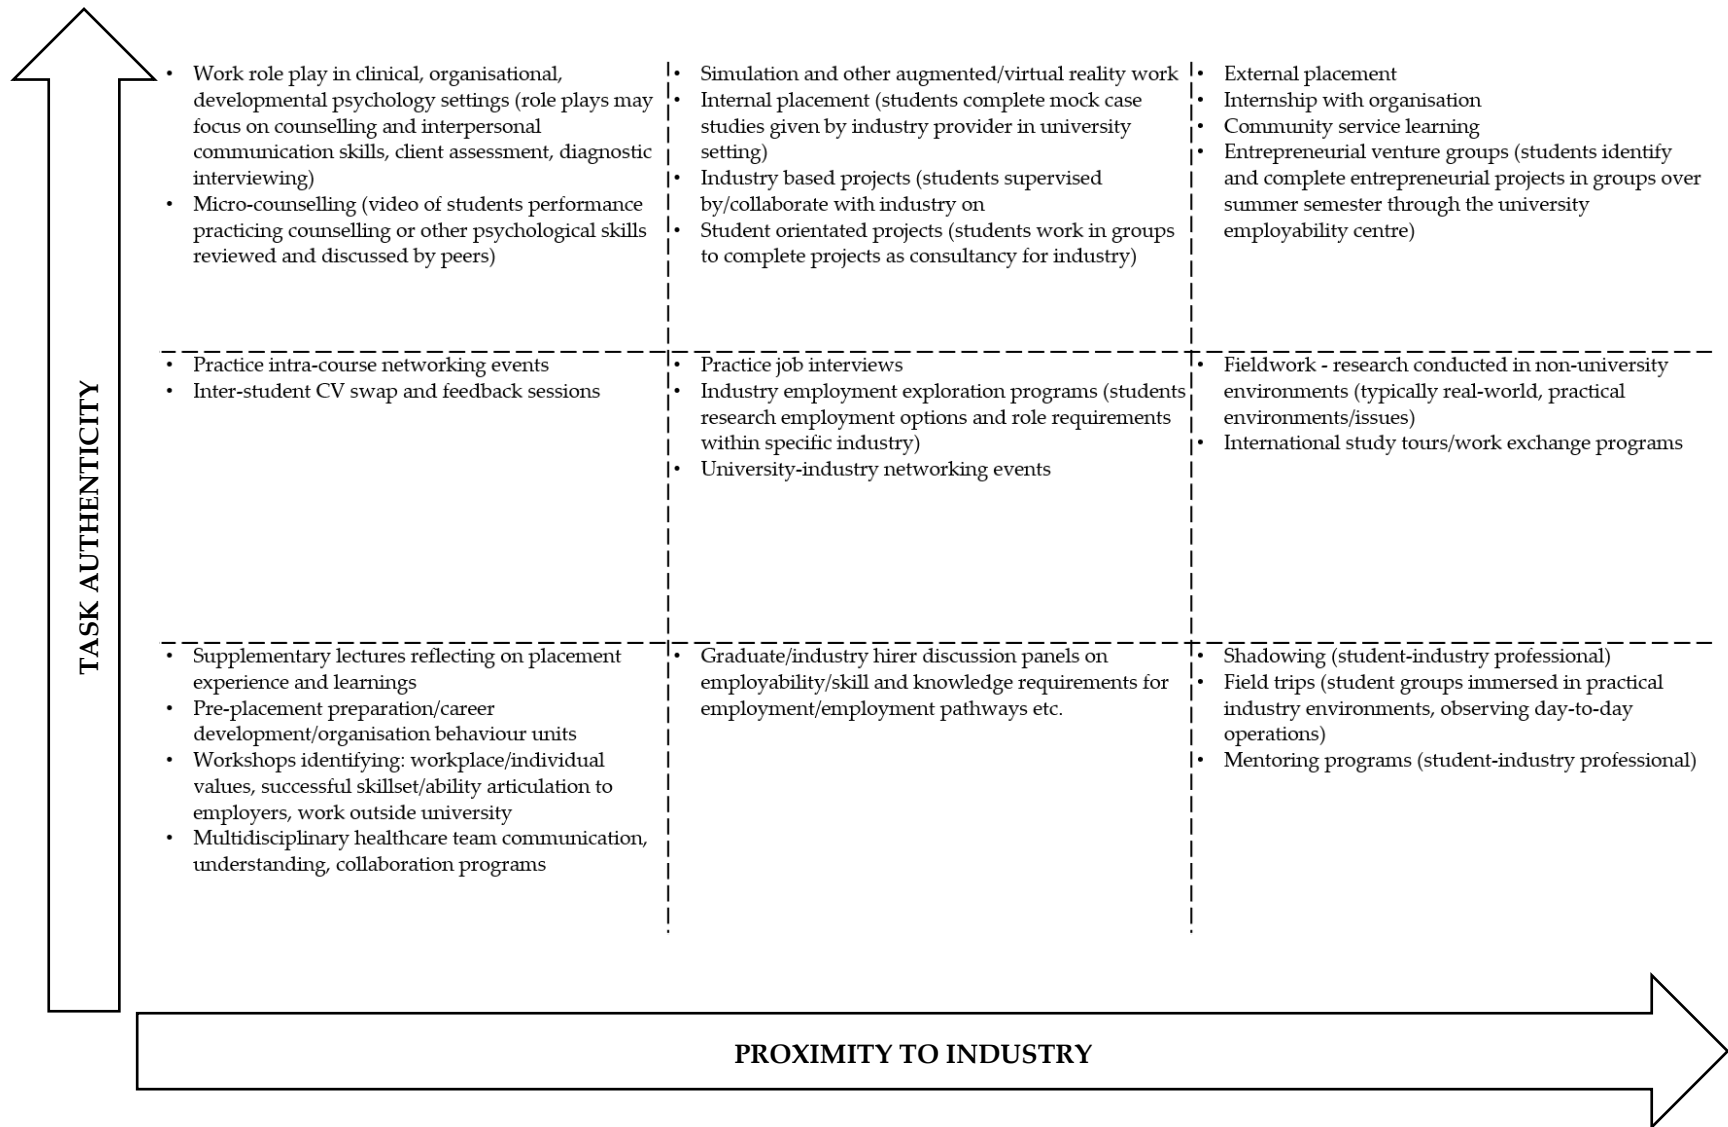 TASK AUTHENTICITY
• Work role play in clinical, organisational,
developmental psychology settings (role plays may
focus on counselling and interpersonal
communication skills, client assessment, diagnostic
interviewing)
• Micro-counselling (video of students performance
practicing counselling or other psychological skills
reviewed and discussed by peers)
• Simulation and other augmented/virtual reality work
• Internal placement (students complete mock case
studies given by industry provider in university
setting)
• Industry based projects (students supervised
by/collaborate with industry on
• Student orientated projects (students work in groups
to complete projects as consultancy for industry)
• External placement
• Internship with organisation
• Community service learning
• Entrepreneurial venture groups (students identify
and complete entrepreneurial projects in groups over
summer semester through the university
employability centre)
• Practice intra-course networking events
• Inter-student CV swap and feedback sessions
• Practice job interviews
• Industry employment exploration programs (students
research employment options and role requirements
within specific industry)
• University-industry networking events
• Fieldwork - research conducted in non-university
environments (typically real-world, practical
environments/issues)
• International study tours/work exchange programs
• Supplementary lectures reflecting on placement
experience and learnings
• Pre-placement preparation/career
development/organisation behaviour units
• Workshops identifying: workplace/individual
values, successful skillset/ability articulation to
employers, work outside university
• Multidisciplinary healthcare team communication,
understanding, collaboration programs
• Graduate/industry hirer discussion panels on
employability/skill and knowledge requirements for
employment/employment pathways etc.
• Shadowing (student-industry professional)
• Field trips (student groups immersed in practical
industry environments, observing day-to-day
operations)
• Mentoring programs (student-industry professional)
PROXIMITY TO INDUSTRY